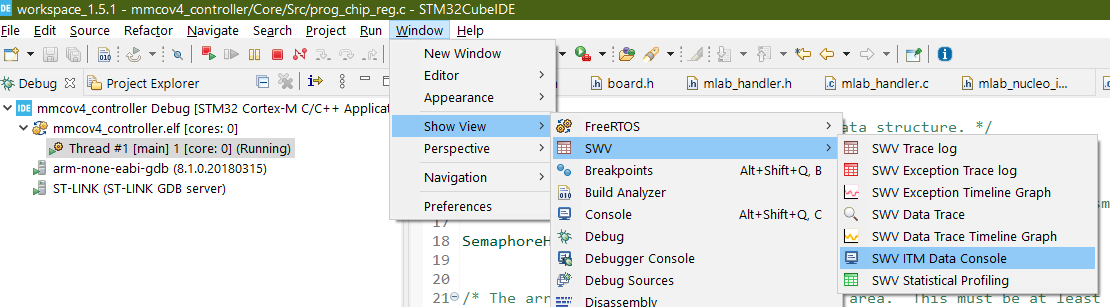 workspace_1.5.1 - mmcov4_controller/Core/Src/prog_chip_reg.c - STM32CubeIDE
File Edit Source Refactor Navigate Search Project Run Window Help
Debug Project Explorer
board.h mlab_handler.h mlab_handler.c mlab_nucleo_i...
mmcov4_controller Debug [STM32 Cortex-M C/C++ Applicat
mmcov4_controller.elf [cores: 0]
Thread #1 [main] 1 [core: 0] (Running)
arm-none-eabi-gdb (8.1.0.20180315)
ST-LINK (ST-LINK GDB server)
New Window
Editor
Appearance
Show View
Perspective
Navigation
Preferences
FreeRTOS
SWV
Breakpoints Alt+Shift+Q, B
Build Analyzer
Console Alt+Shift+Q, C
Debug
Debugger Console
Debug Sources
Disassembly
SWV Trace log
SWV Exception Trace log
SWV Exception Timeline Graph
SWV Data Trace
SWV Data Trace Timeline Graph
SWV ITM Data Console
SWV Statistical Profiling
ata structure. */
sm
17
18 SemaphoreH
19
20
21 /* The arr area. This must be at least